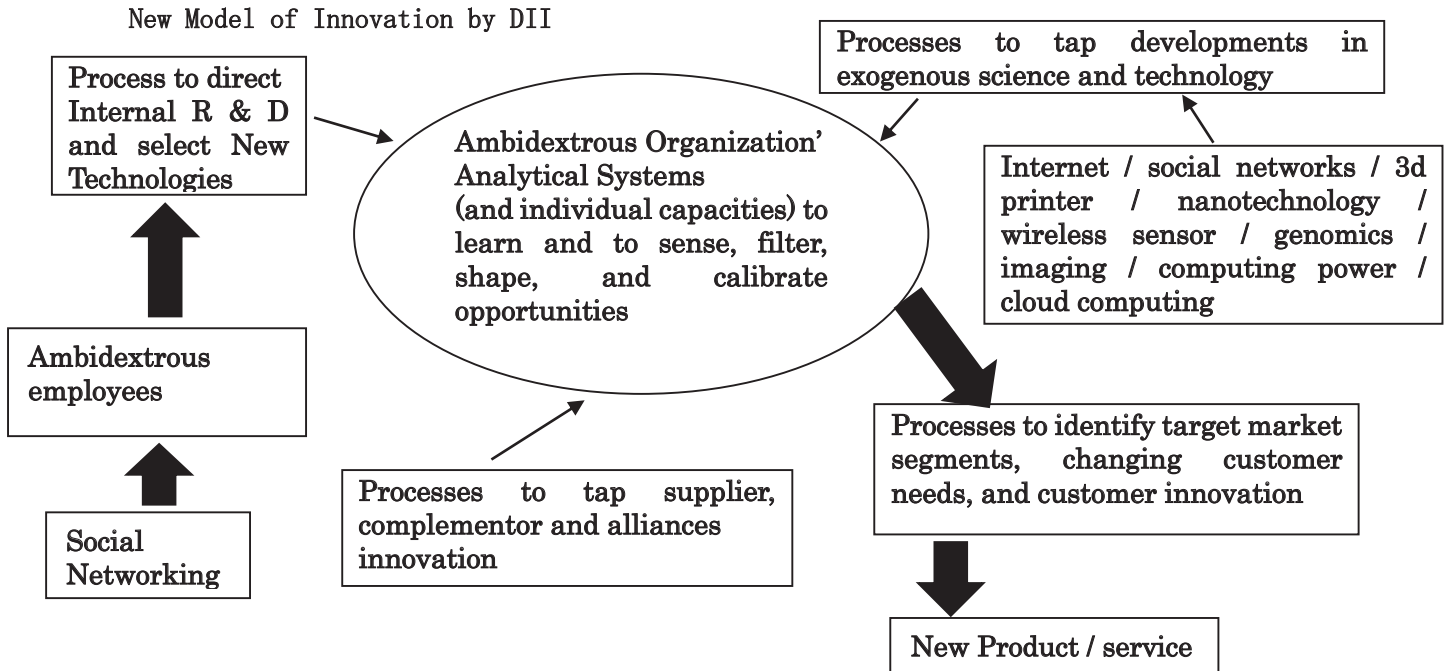 New Model of Innovation by DII
Process to direct
Internal R & D
and select New
Technologies
Ambidextrous
employees
Social
Networking
Ambidextrous Organization’
Analytical Systems
(and individual capacities) to
learn and to sense, filter,
shape, and calibrate
opportunities
Processes to tap supplier,
complementor and alliances
innovation
Processes to tap developments in
exogenous science and technology
Internet / social networks / 3d
printer / nanotechnology /
wireless sensor / genomics /
imaging / computing power /
cloud computing
Processes to identify target market
segments, changing customer
needs, and customer innovation
New Product / service